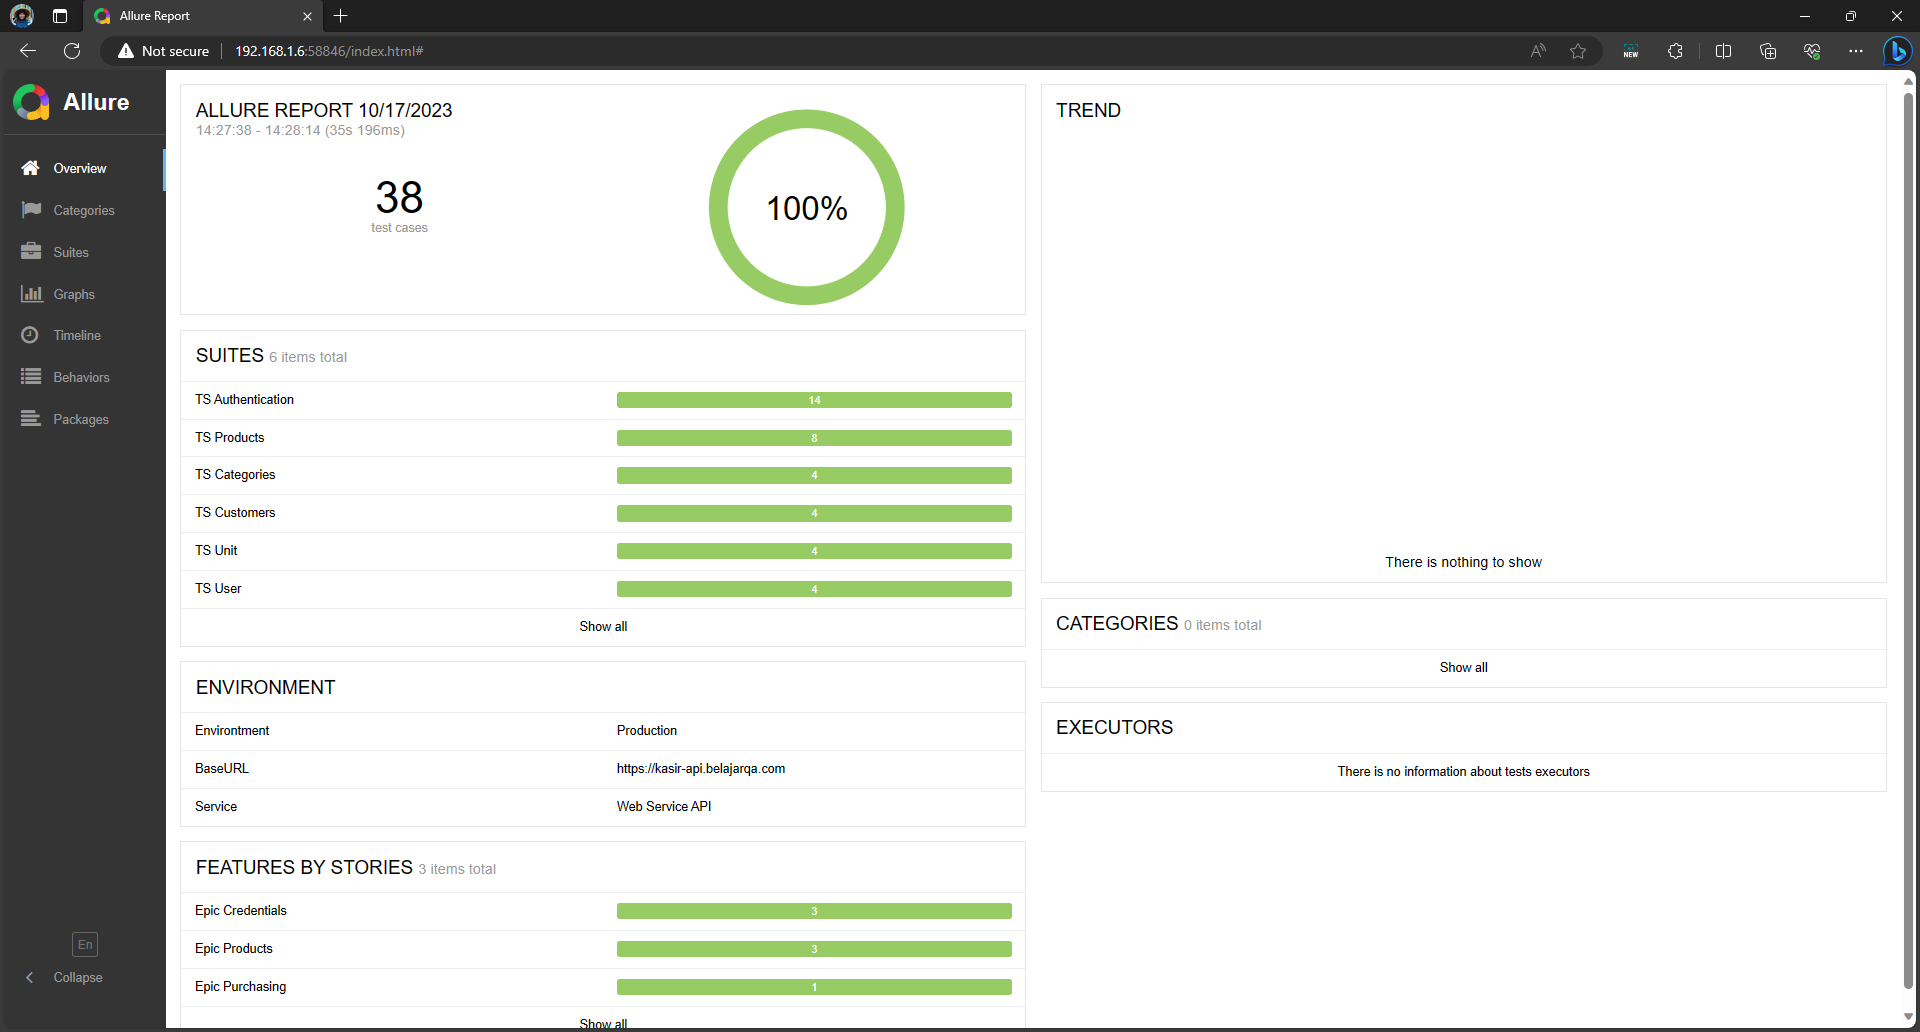 Allure Report
Not secure
192.168.1.6:58846/index.html#
NEW
Allure
Overview
Categories
Suites
Graphs
Timeline
Behaviors
Packages
En
Collapse
ALLURE REPORT 10/17/2023
14:27:38 - 14:28:14 (35s 196ms)
38
test cases
100%
SUITES 6 items total
TS Authentication 14
TS Products 8
TS Categories 4
TS Customers 4
TS Unit 4
TS User 4
Show all
ENVIRONMENT
Environtment Production
BaseURL https://kasir-api.belajarqa.com
Service Web Service API
FEATURES BY STORIES 3 items total
Epic Credentials 3
Epic Products 3
Epic Purchasing 1
Show all
TREND
There is nothing to show
CATEGORIES 0 items total
Show all
EXECUTORS
There is no information about tests executors